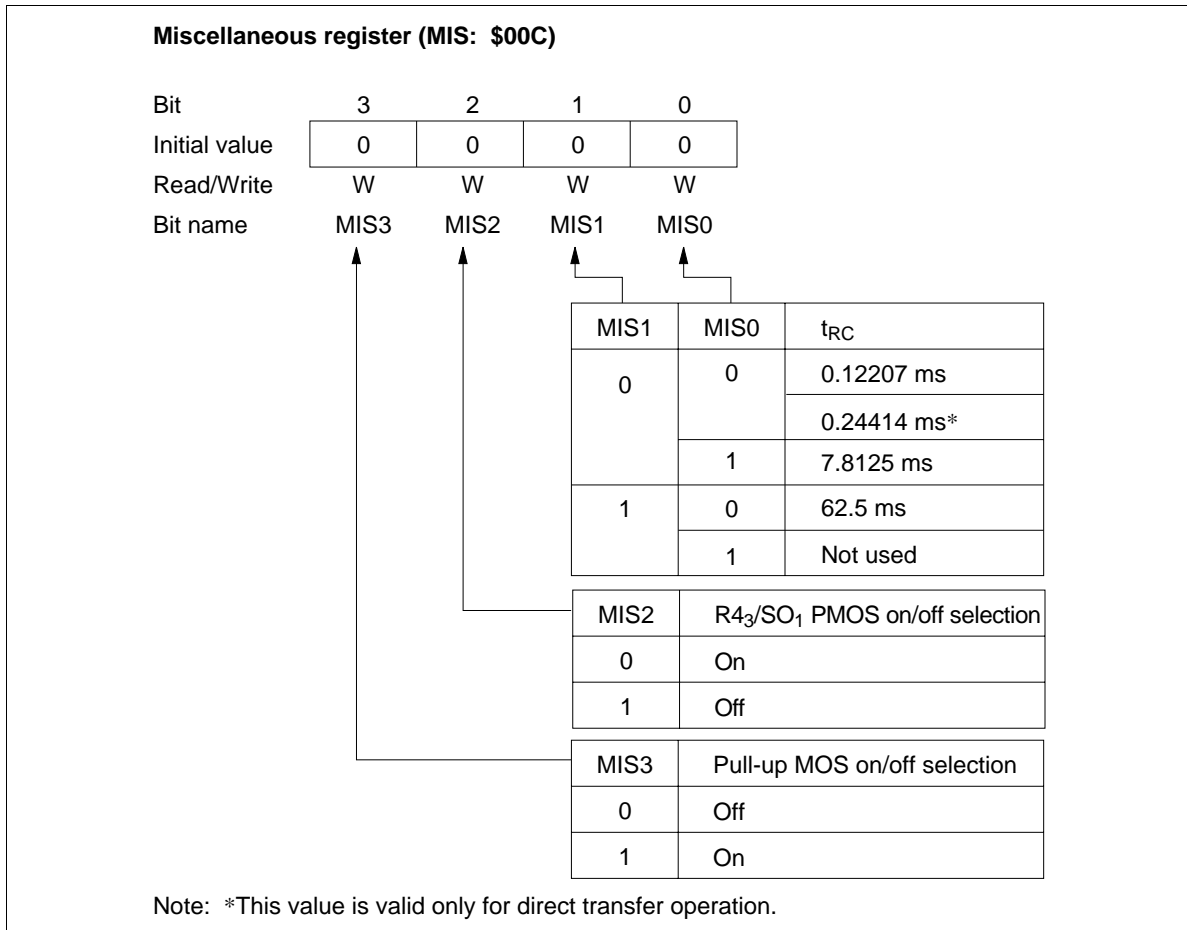 Miscellaneous register (MIS: $00C)
Bit 3 2 1 0
Initial value 0 0 0 0
Read/Write W W W W
Bit name MIS3 MIS2 MIS1 MIS0
MIS1 MIS0 tRC
0 0 0.12207 ms
0.24414 ms*
1 7.8125 ms
1 0 62.5 ms
1 Not used
MIS2 R43/SO1 PMOS on/off selection
0 On
1 Off
MIS3 Pull-up MOS on/off selection
0 Off
1 On
Note: *This value is valid only for direct transfer operation.